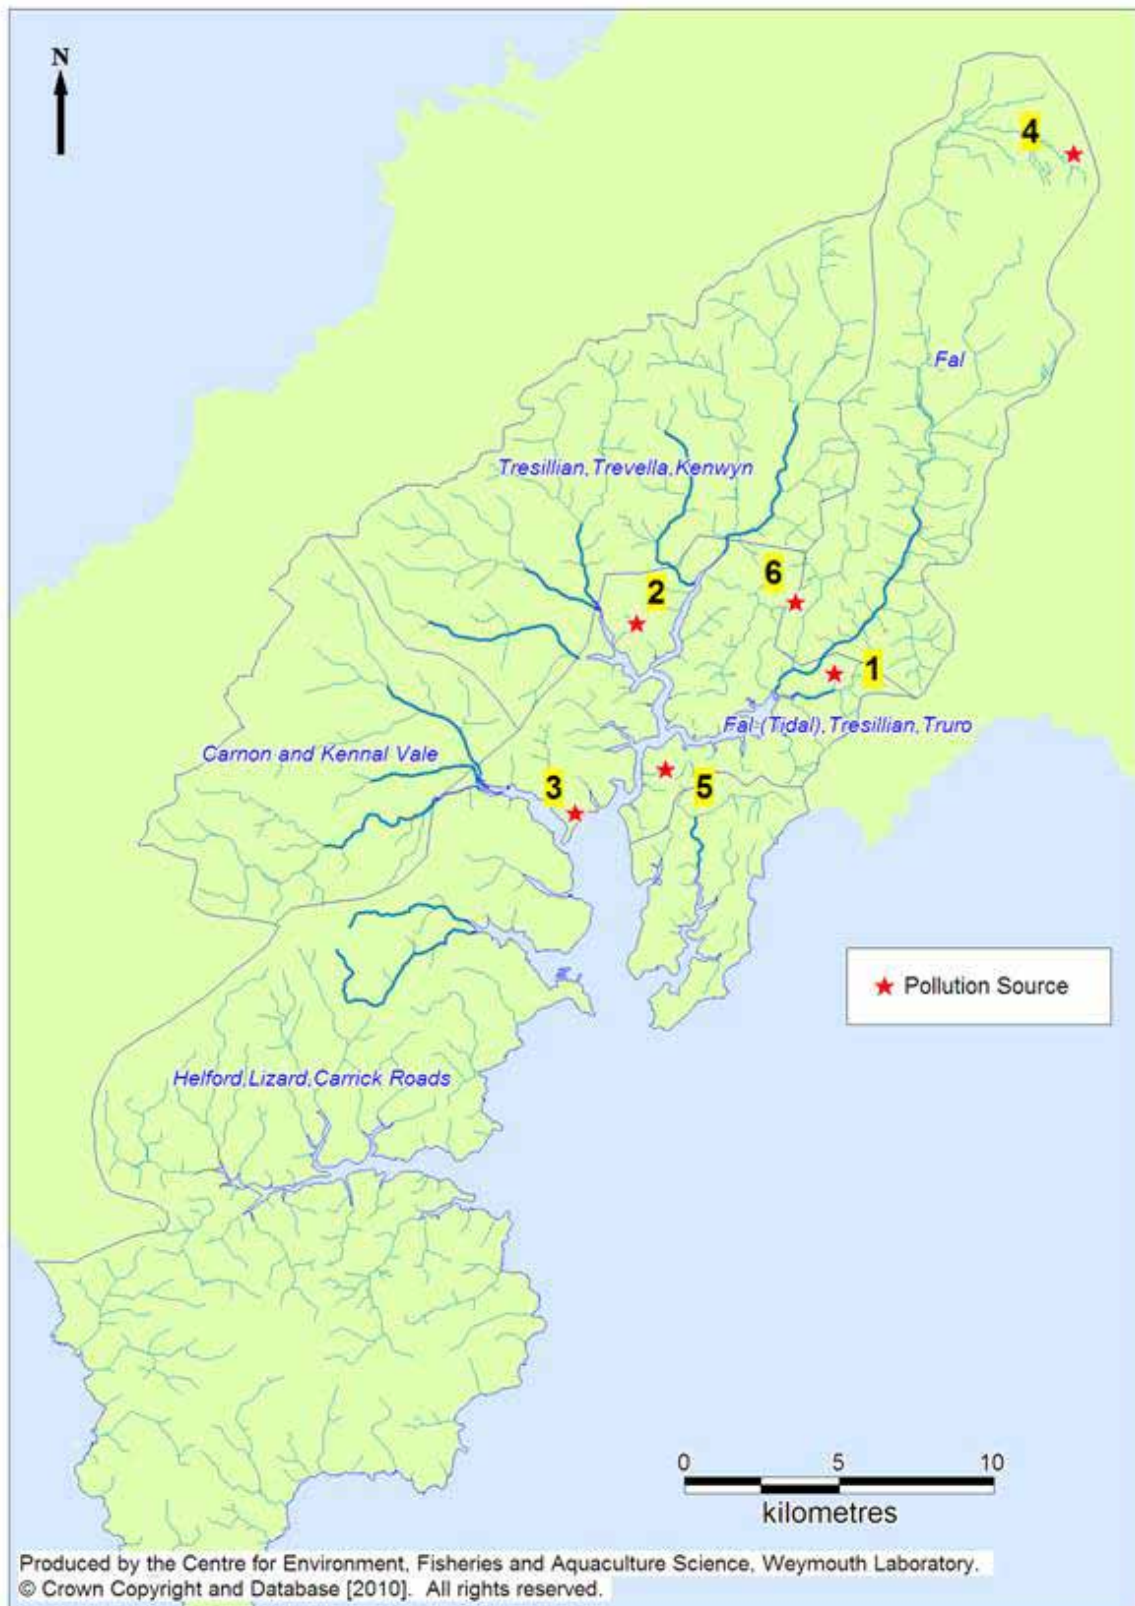 N
4
Fal
Tresillian,Trevella,Kenwyn
2
6
1
Fal (Tidal),Tresillian,Truro
Carnon and Kennal Vale
3
5
Pollution Source
Helford,Lizard,Carrick Roads
0 5 10
kilometres
Produced by the Centre for Environment, Fisheries and Aquaculture Science, Weymouth Laboratory.
© Crown Copyright and Database [2010]. All rights reserved.